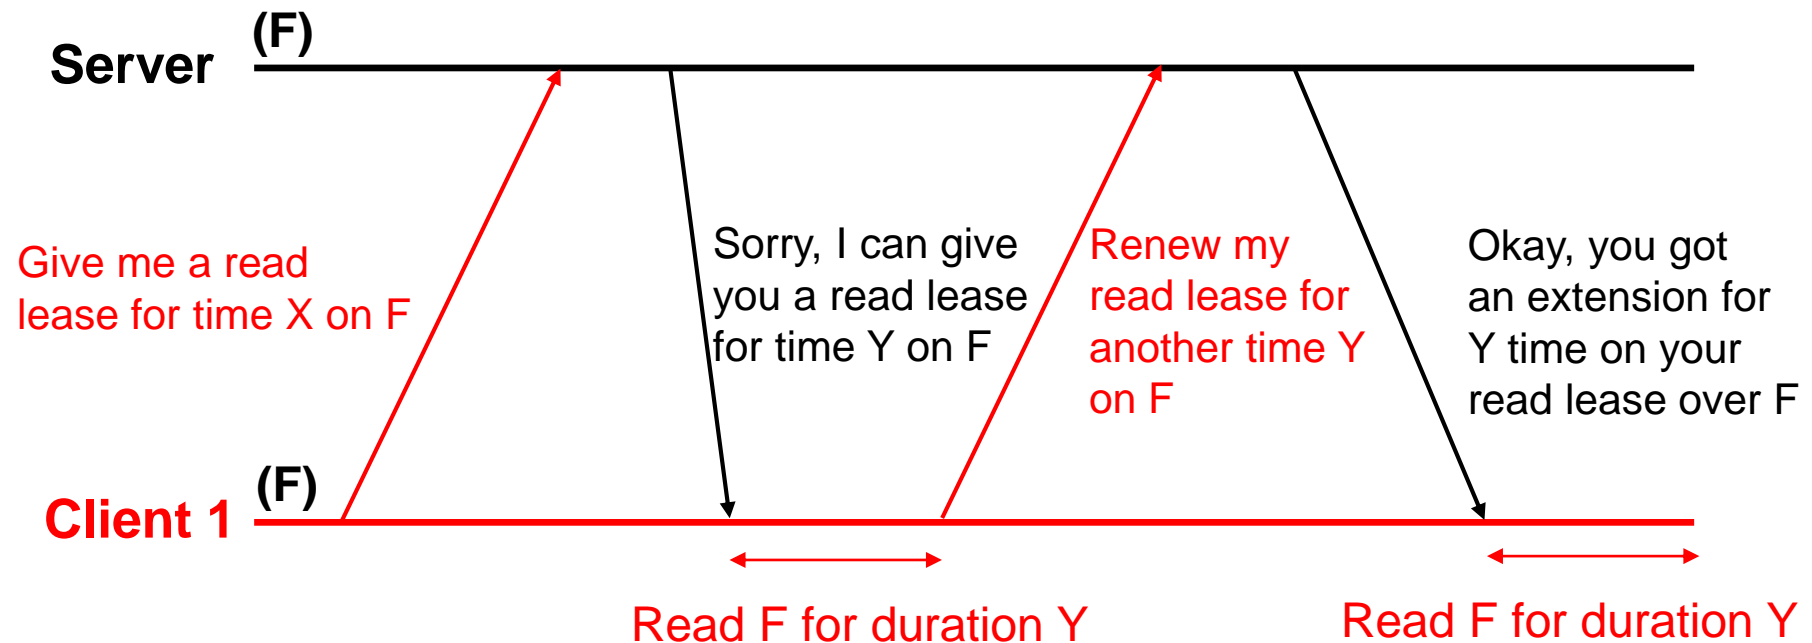 (F)
Server
Give me a read
lease for time X on F
Sorry, I can give
you a read lease
for time Y on F
Renew my
read lease for
another time Y
on F
Okay, you got
an extension for
Y time on your
read lease over F
(F)
Client 1
Read F for duration Y
Read F for duration Y